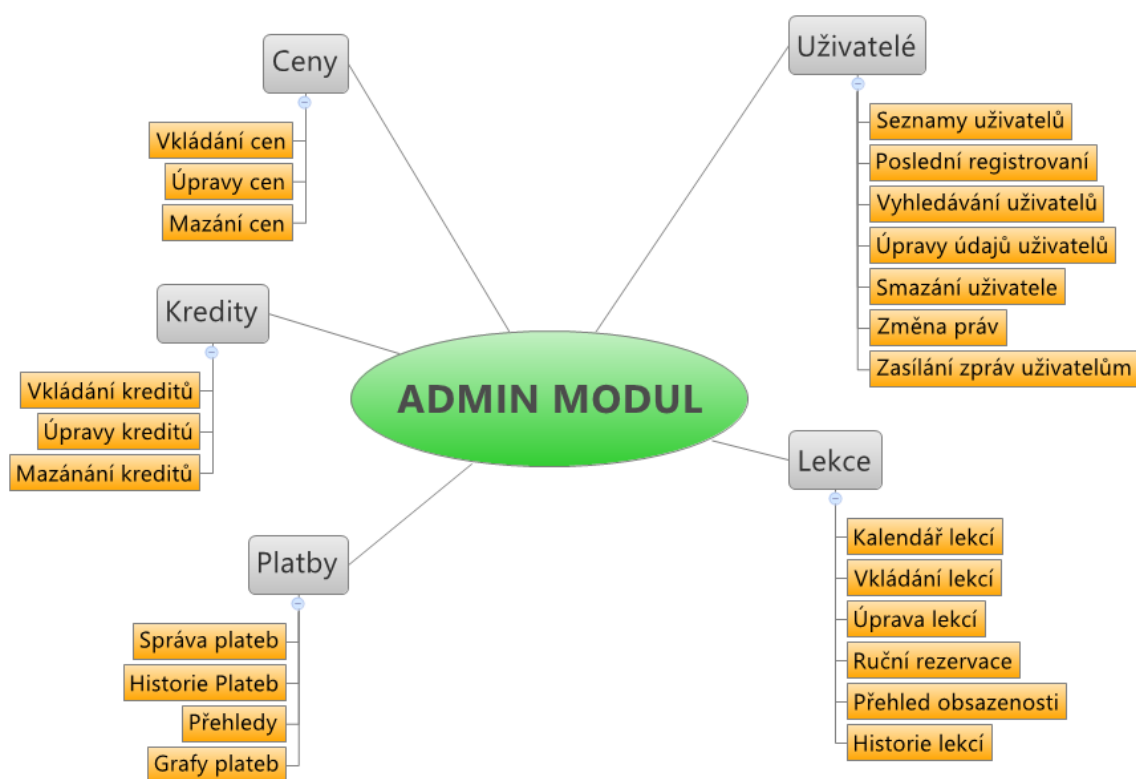 Ceny
Vkládání cen
Úpravy cen
Mazání cen
Uživatelé
Seznamy uživatelů
Poslední registrovaní
Vyhledávání uživatelů
Úpravy údajů uživatelů
Smazání uživatele
Změna práv
Zasílání zpráv uživatelům
Kredity
Vkládání kreditů
Úpravy kreditú
Mazánání kreditů
ADMIN MODUL
Lekce
Kalendář lekcí
Vkládání lekcí
Úprava lekcí
Ruční rezervace
Přehled obsazenosti
Historie lekcí
Platby
Správa plateb
Historie Plateb
Přehledy
Grafy plateb